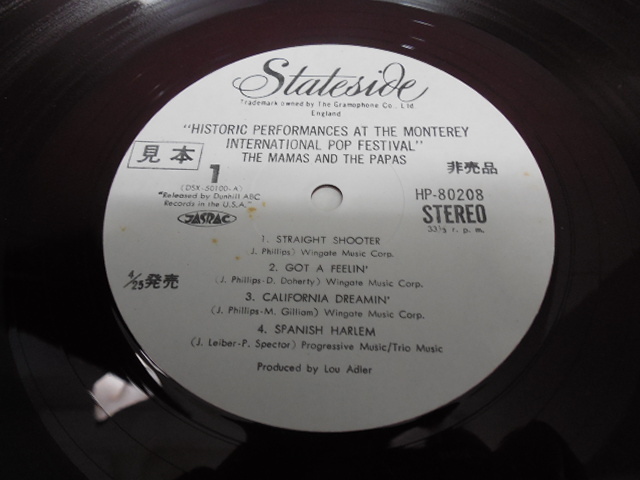 Stateside
Trademark owned by The Gramophone Co., Ltd.
England
"HISTORIC PERFORMANCES AT THE MONTEREY
INTERNATIONAL POP FESTIVAL"
THE MAMAS AND THE PAPAS
見本
1
(DSX-50100-A)
"Released by Dunhill ABC
Records in the U.S.A."
JASRAC
非売品
HP-80208
STEREO
33⅓ r. p. m.
4/25発売
1. STRAIGHT SHOOTER
J. Phillips) Wingate Music Corp.
2. GOT A FEELIN'
(J. Phillips-D. Doherty) Wingate Music Corp.
3. CALIFORNIA DREAMIN'
(J. Phillips-M. Gilliam) Wingate Music Corp.
4. SPANISH HARLEM
(J. Leiber-P. Spector) Progressive Music/Trio Music
Produced by Lou Adler